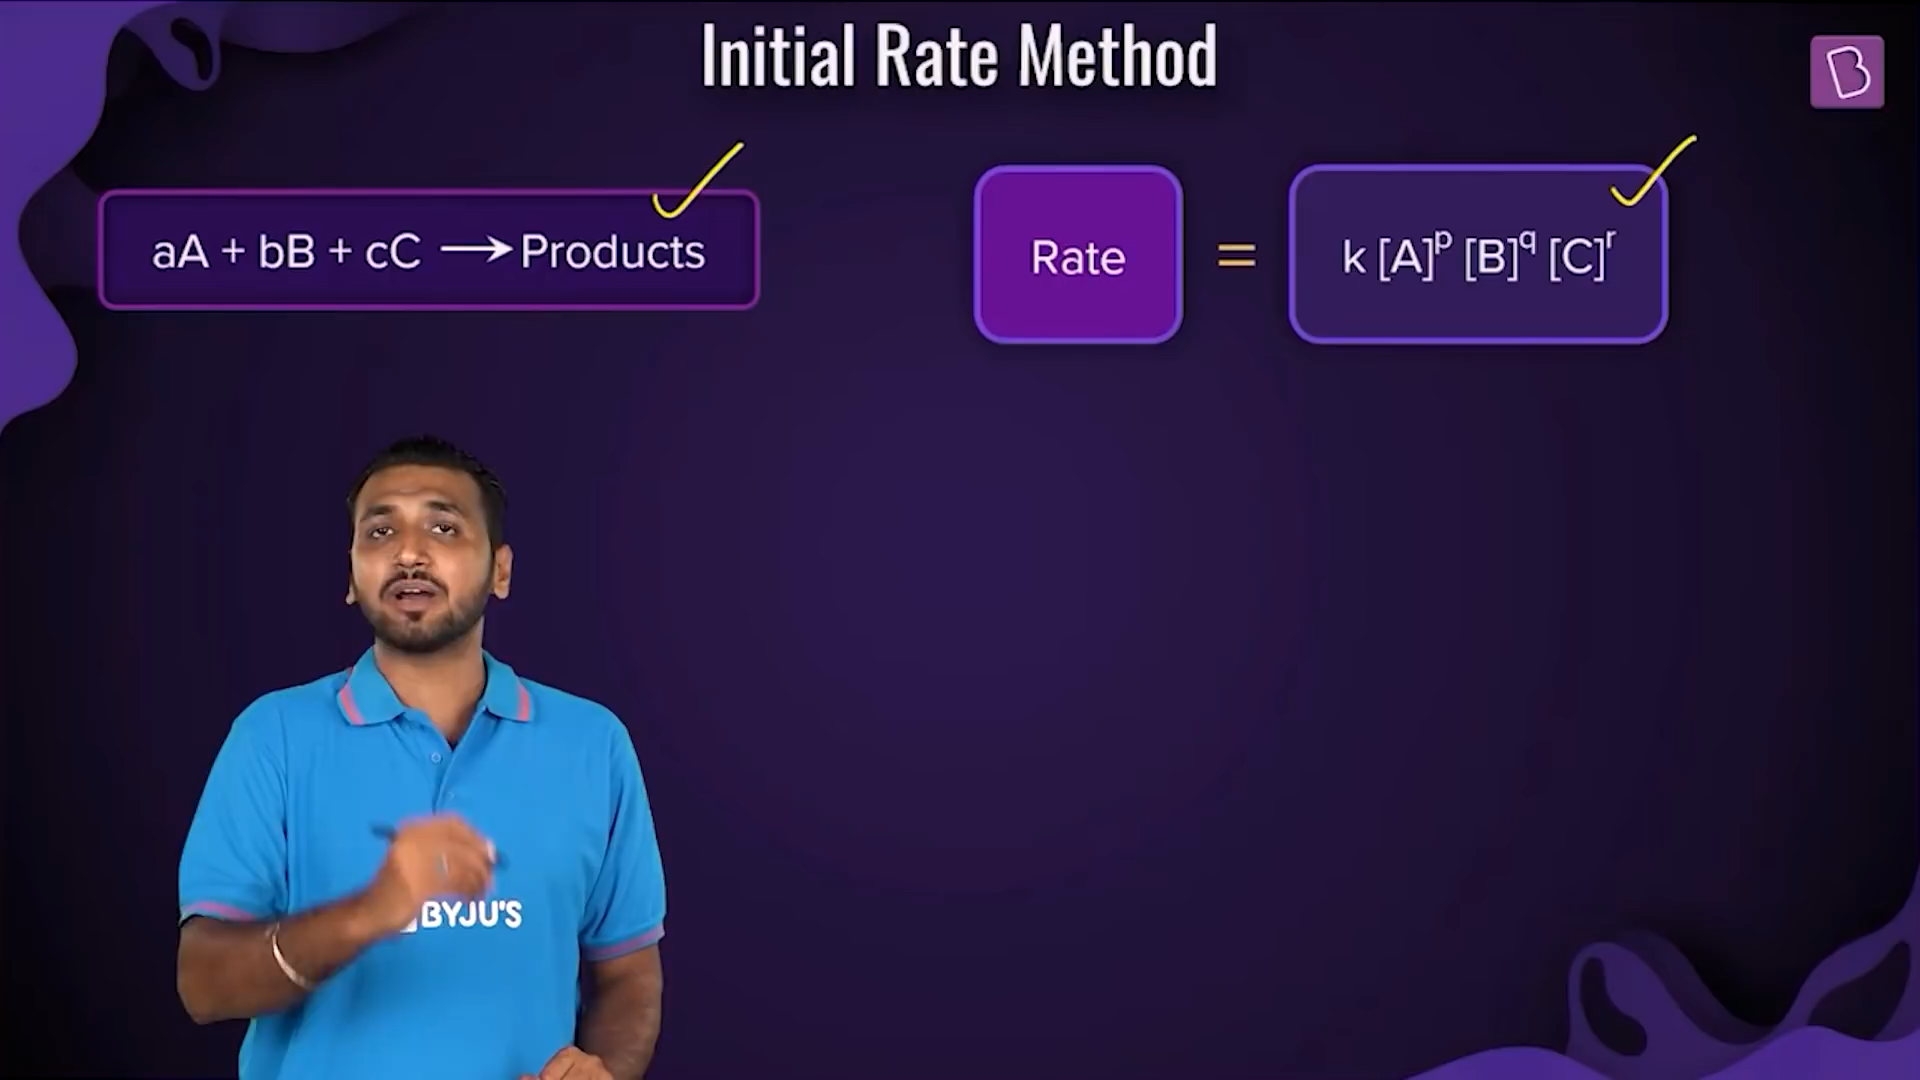 Initial Rate Method
aA + bB + cC ⟶ Products
Rate = k [A]ᵖ [B]^q [C]ʳ
BYJU'S